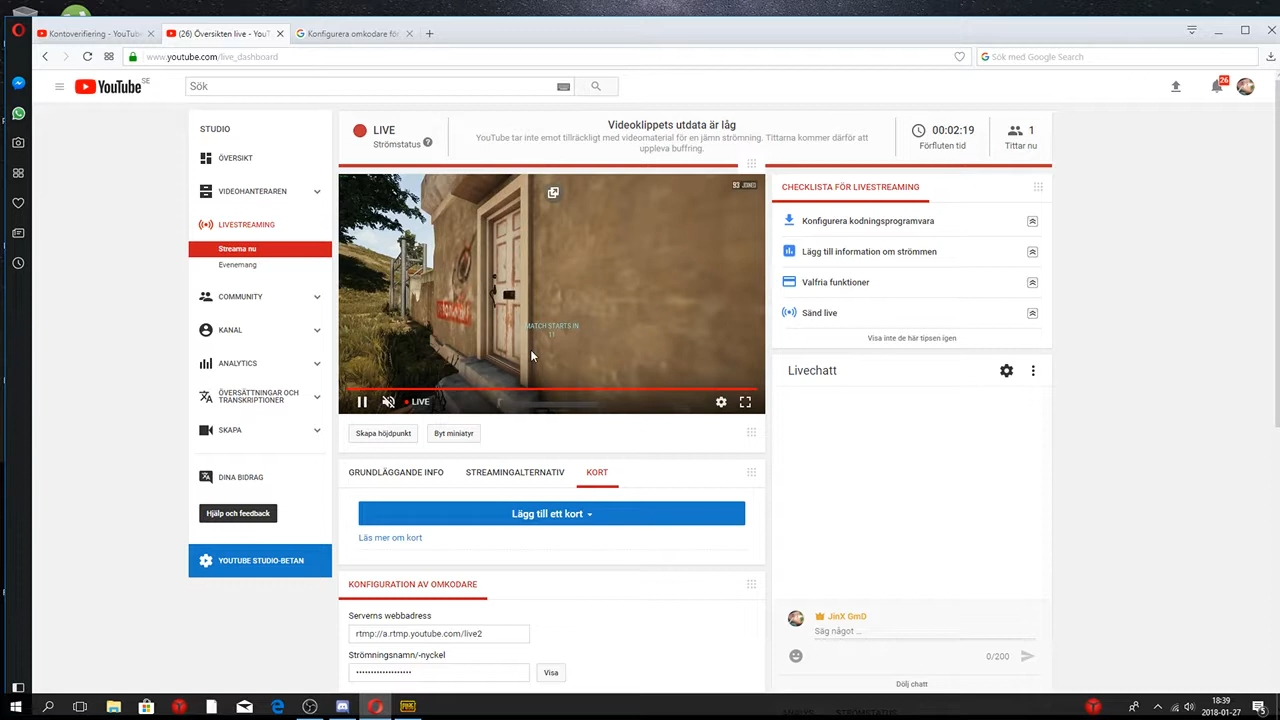 Kontoverifiering - YouTube
(26) Översikten live - YouT
Konfigurera omkodare fö
www.youtube.com/live_dashboard
Sök med Google Search
YouTube SE
Sök
26
STUDIO
ÖVERSIKT
VIDEOHANTERAREN
LIVESTREAMING
Streama nu
Evenemang
COMMUNITY
KANAL
ANALYTICS
ÖVERSÄTTNINGAR OCH
TRANSKRIPTIONER
SKAPA
DINA BIDRAG
Hjälp och feedback
YOUTUBE STUDIO-BETAN
LIVE
Strömstatus ?
Videoklippets utdata är låg
YouTube tar inte emot tillräckligt med videomaterial för en jämn strömning. Tittarna kommer därför att
uppleva buffring.
00:02:19
Förfluten tid
1
Tittar nu
93 JOINED
MATCH STARTS IN
11
LIVE
Skapa höjdpunkt
Byt miniatyr
GRUNDLÄGGANDE INFO
STREAMINGALTERNATIV
KORT
Lägg till ett kort
Läs mer om kort
KONFIGURATION AV OMKODARE
Serverns webbadress
rtmp://a.rtmp.youtube.com/live2
Strömningsnamn/-nyckel
Visa
CHECKLISTA FÖR LIVESTREAMING
Konfigurera kodningsprogramvara
Lägg till information om strömmen
Valfria funktioner
Sänd live
Visa inte de här tipsen igen
Livechatt
JinX GmD
Säg något ...
0/200
Dölj chatt
18:39
2018-01-27